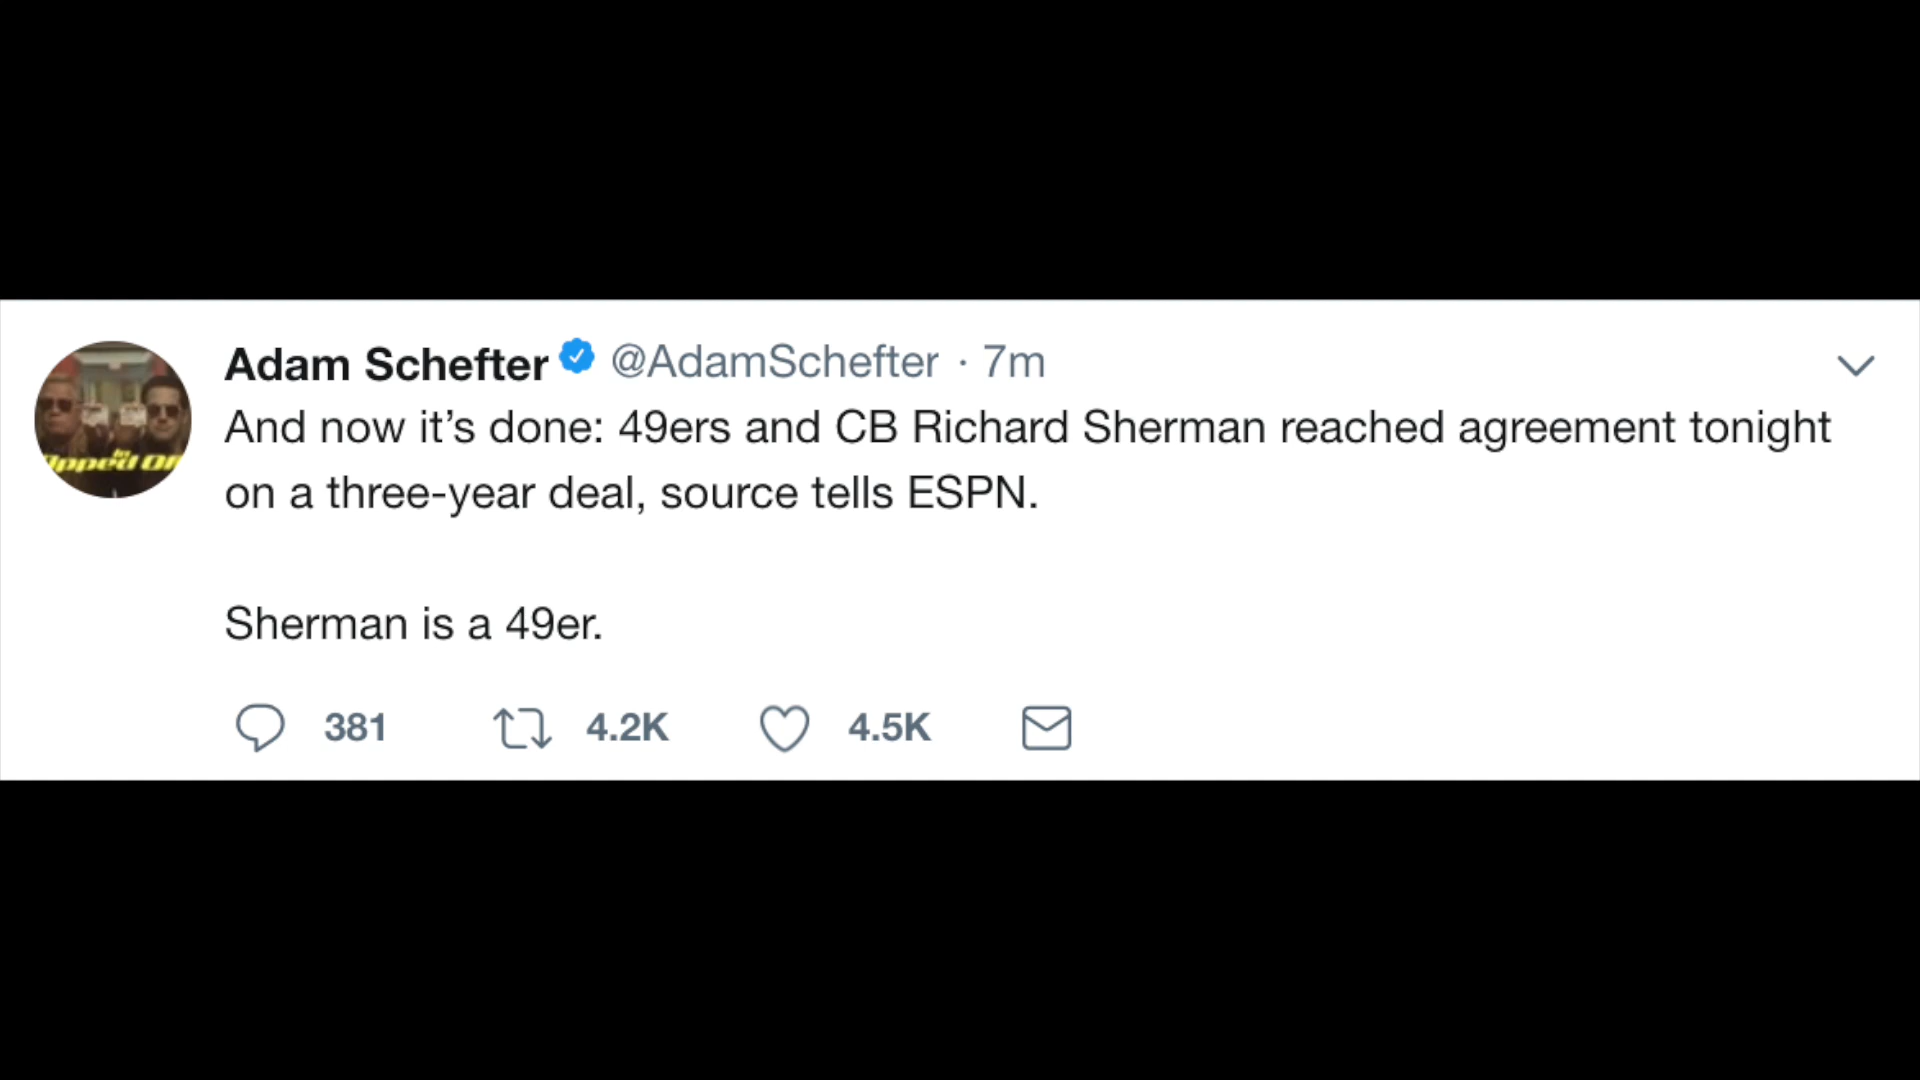 Adam Schefter @AdamSchefter · 7m
And now it’s done: 49ers and CB Richard Sherman reached agreement tonight
on a three-year deal, source tells ESPN.
Sherman is a 49er.
381 4.2K 4.5K